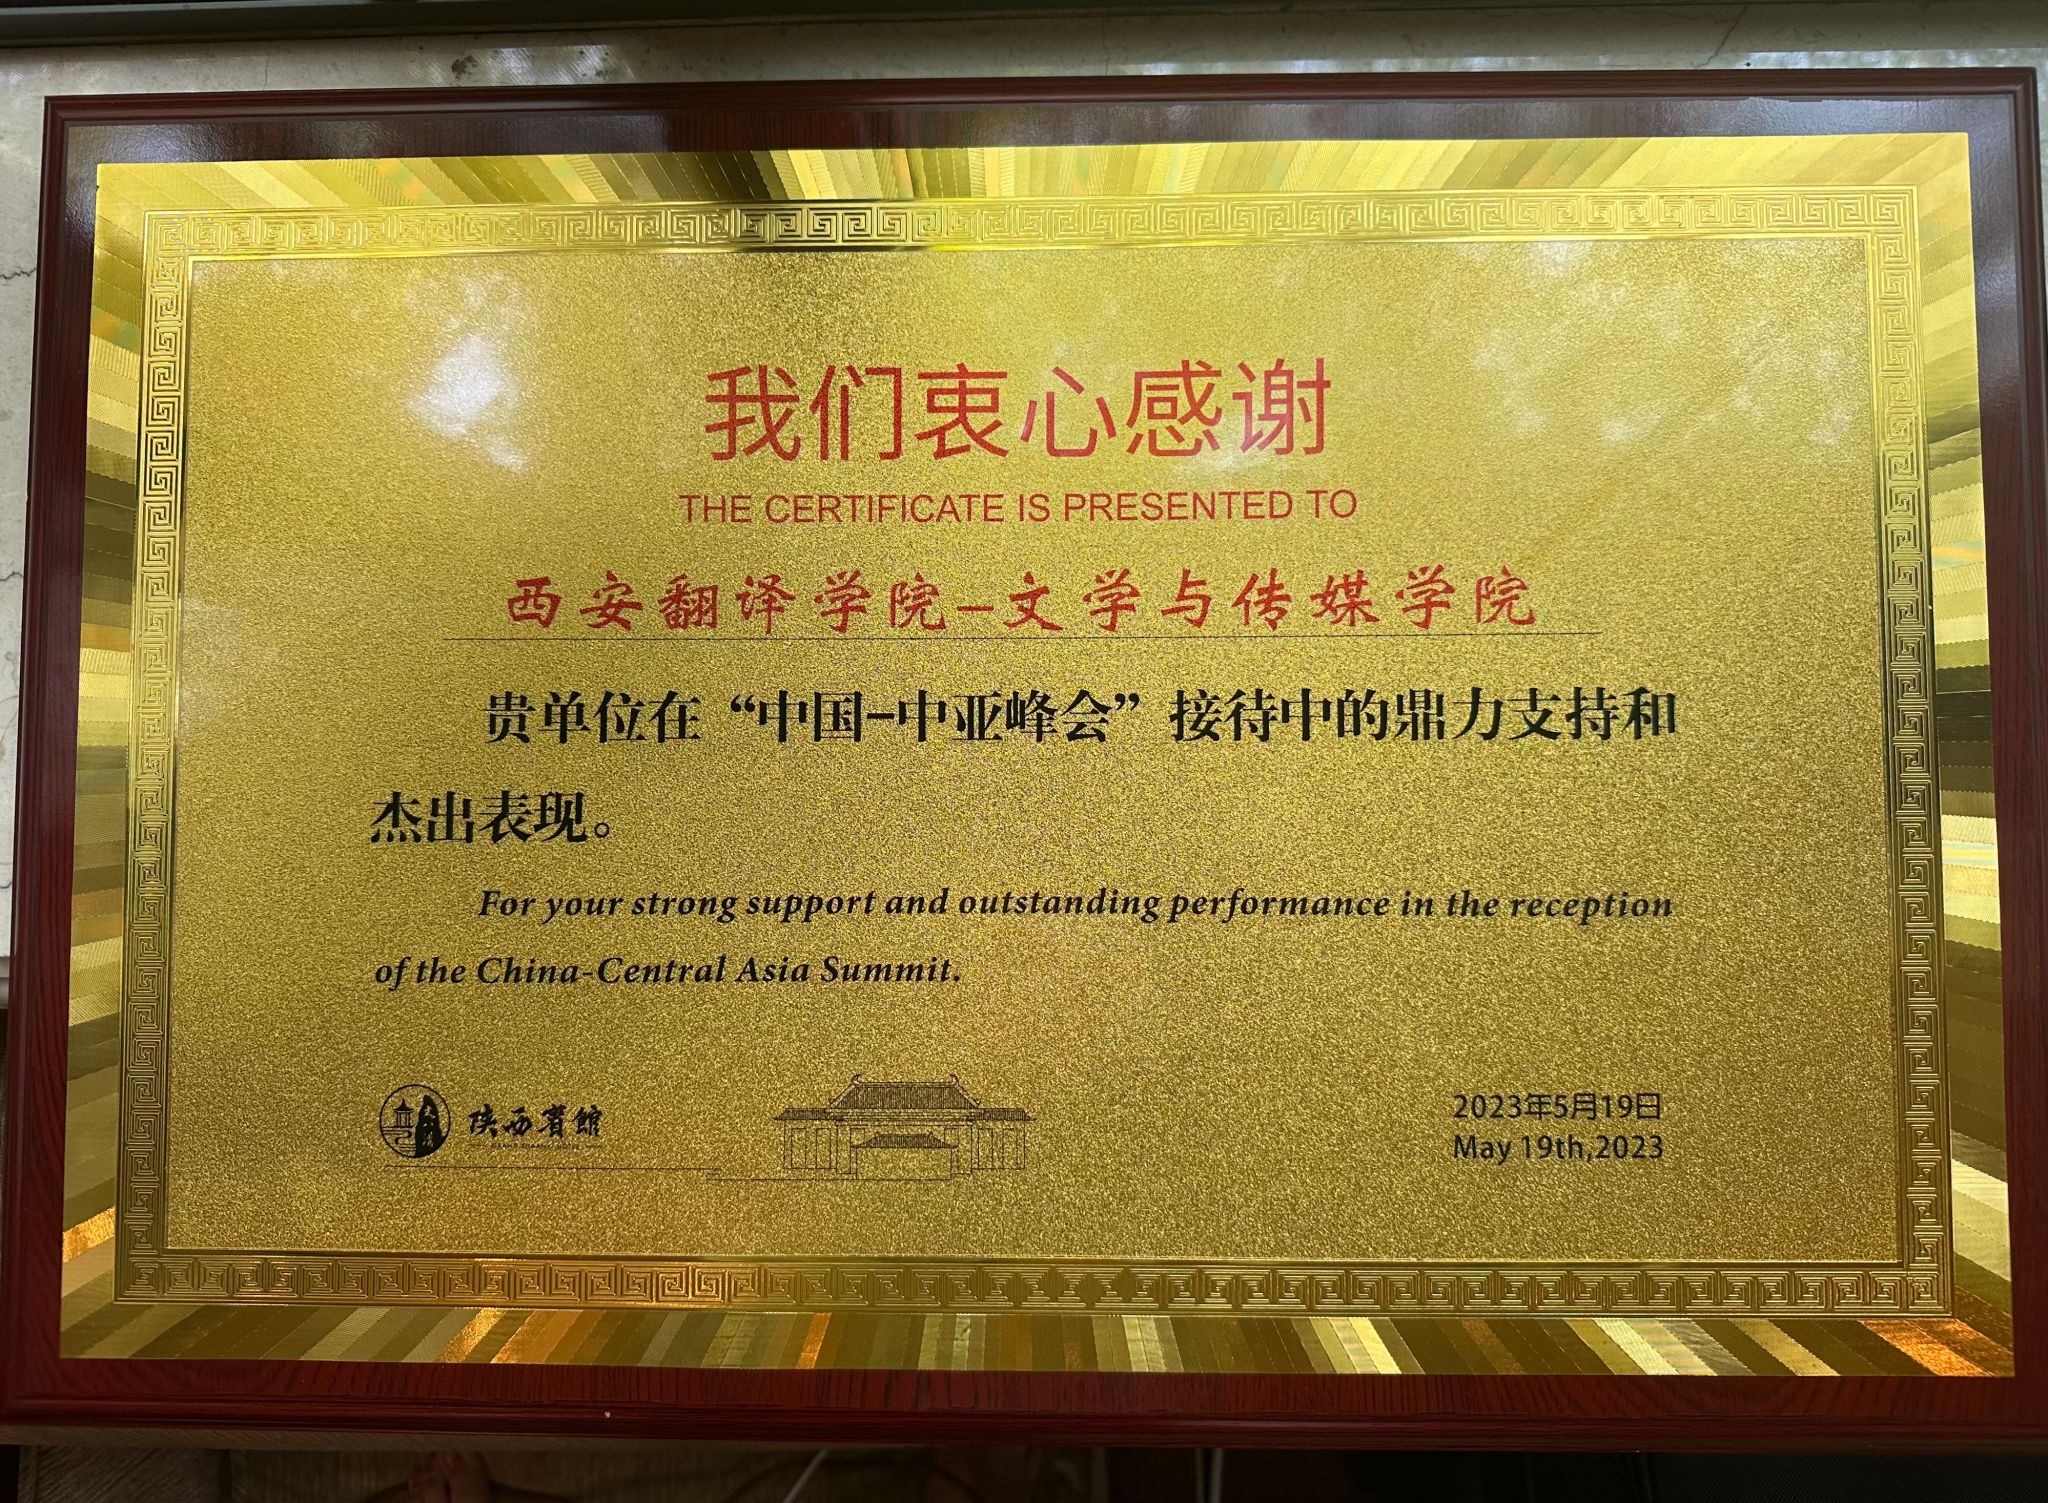 我们衷心感谢
THE CERTIFICATE IS PRESENTED TO
西安翻译学院-文学与传媒学院
贵单位在“中国-中亚峰会”接待中的鼎力支持和
杰出表现。
For your strong support and outstanding performance in the reception
of the China-Central Asia Summit.
陕西賓館
2023年5月19日
May 19th,2023